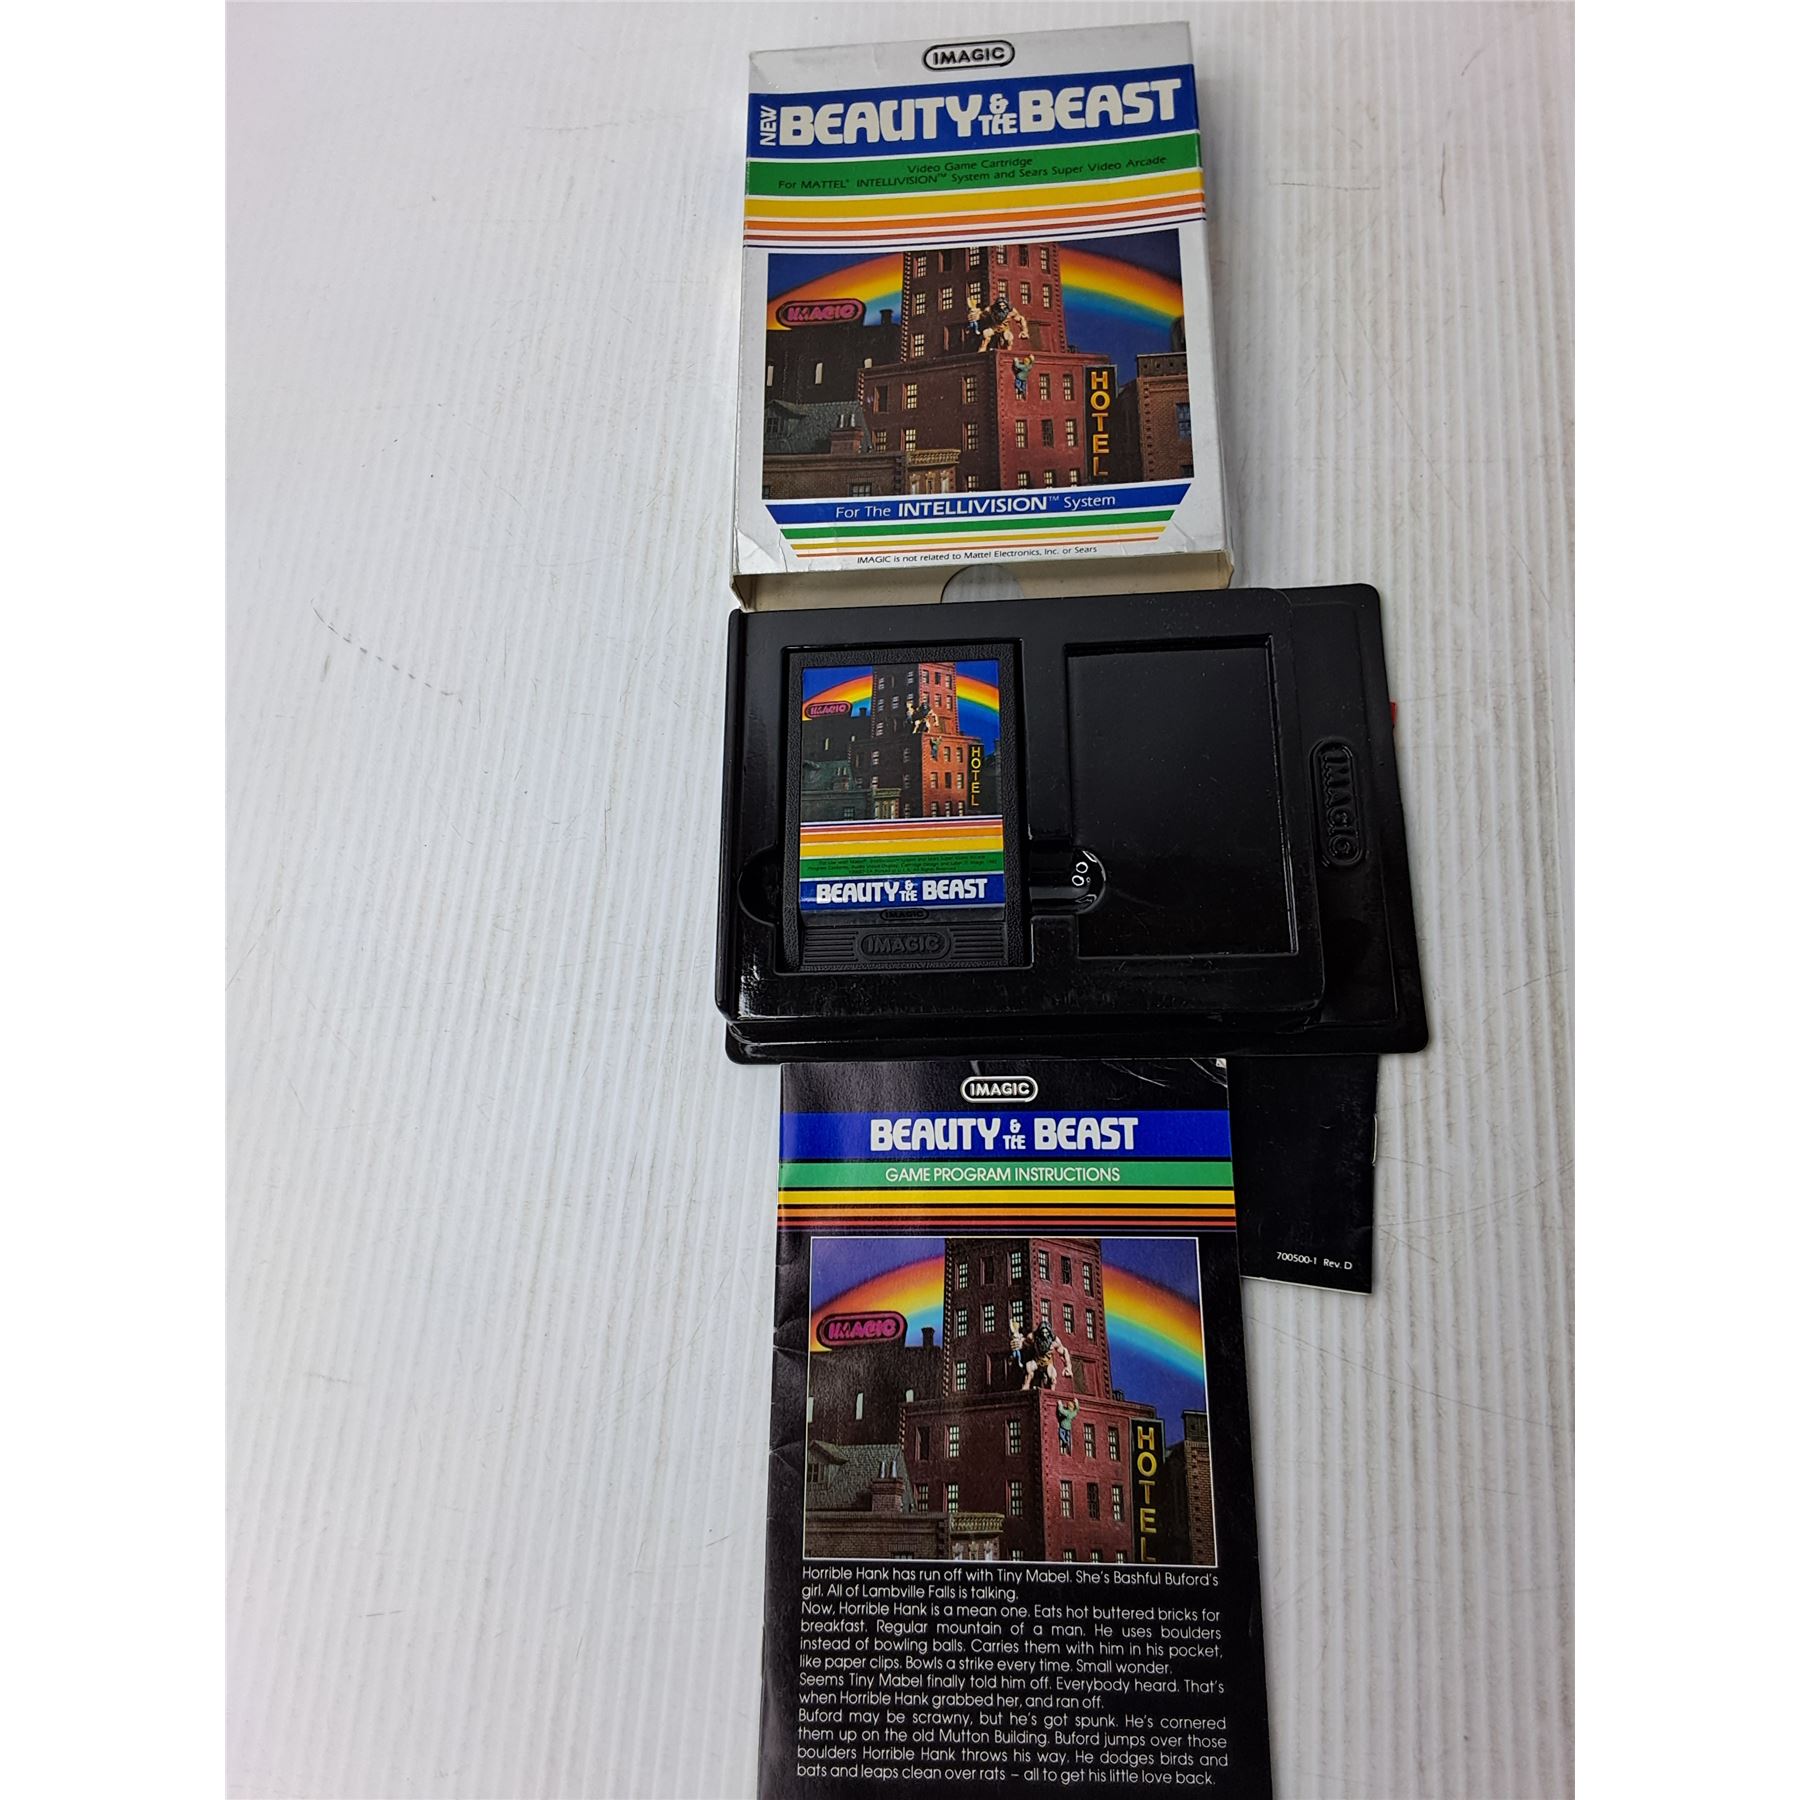 IMAGIC
NEW BEAUTY & THE BEAST
Video Game Cartridge
For MATTEL® INTELLIVISION™ System and Sears Super Video Arcade
IMAGIC
HOTEL
For The INTELLIVISION™ System
IMAGIC is not related to Mattel Electronics, Inc. or Sears
IMAGIC
HOTEL
BEAUTY & THE BEAST
IMAGIC
IMAGIC
IMAGIC
IMAGIC
BEAUTY & THE BEAST
GAME PROGRAM INSTRUCTIONS
IMAGIC
HOTEL
700500-1 Rev. D
Horrible Hank has run off with Tiny Mabel. She's Bashful Buford's
girl. All of Lambville Falls is talking.
Now, Horrible Hank is a mean one. Eats hot buttered bricks for
breakfast. Regular mountain of a man. He uses boulders
instead of bowling balls. Carries them with him in his pocket,
like paper clips. Bowls a strike every time. Small wonder.
Seems Tiny Mabel finally told him off. Everybody heard. That's
when Horrible Hank grabbed her, and ran off.
Buford may be scrawny, but he's got spunk. He's cornered
them up on the old Mutton Building. Buford jumps over those
boulders Horrible Hank throws his way. He dodges birds and
bats and leaps clean over rats – all to get his little love back.